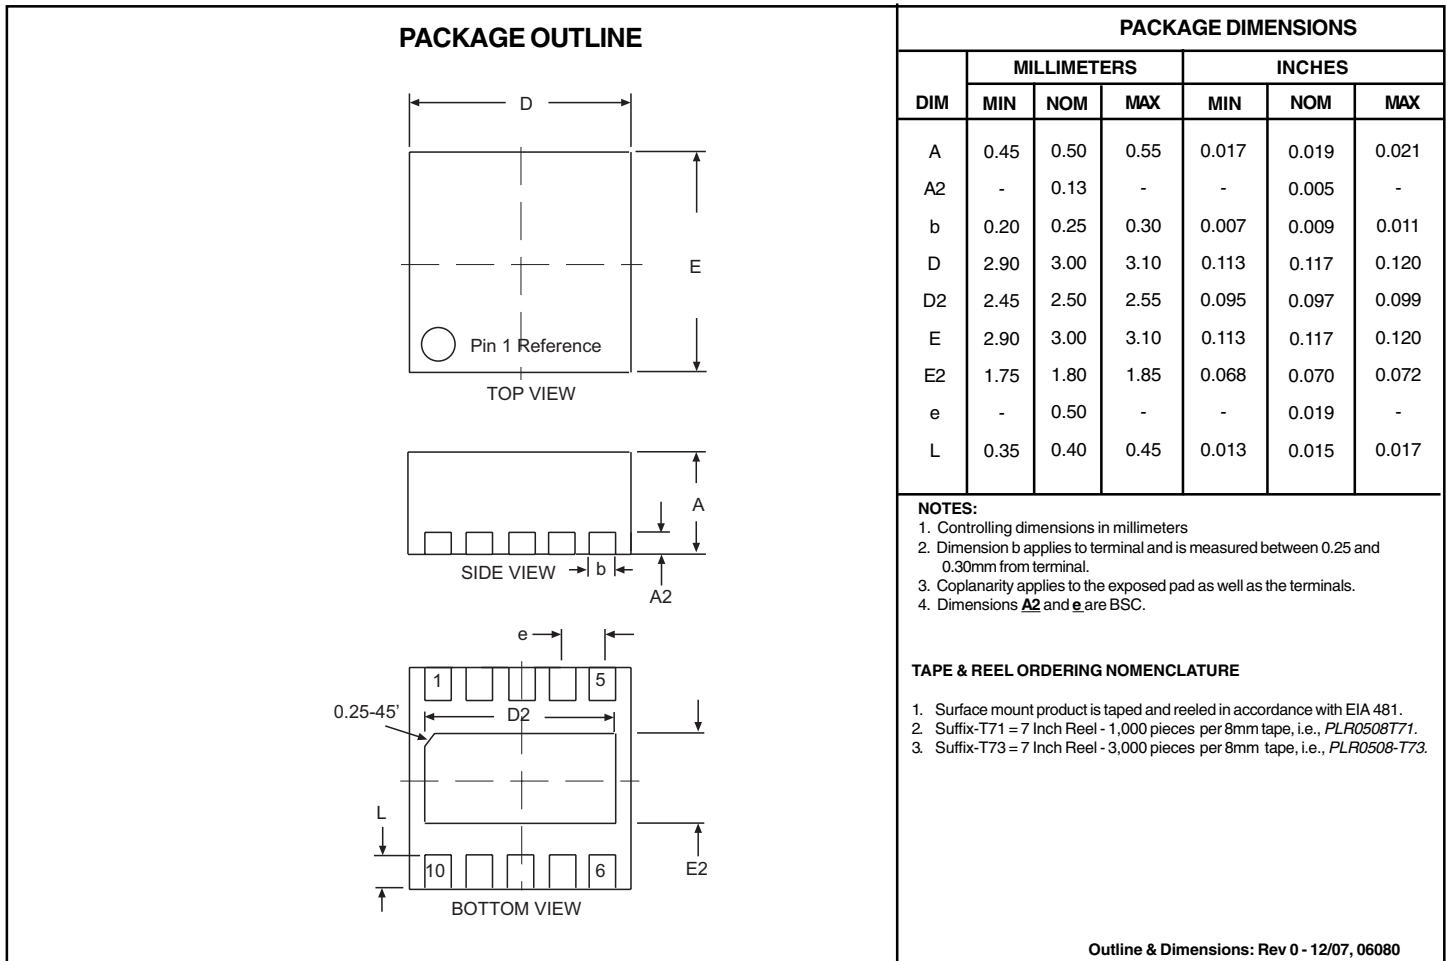 PACKAGE OUTLINE
D
E
Pin 1 Reference
TOP VIEW
A
SIDE VIEW
b
A2
e
1
5
0.25-45'
D2
L
10
6
E2
BOTTOM VIEW
PACKAGE DIMENSIONS
MILLIMETERS INCHES
DIM MIN NOM MAX MIN NOM MAX
A 0.45 0.50 0.55 0.017 0.019 0.021
A2 - 0.13 - - 0.005 -
b 0.20 0.25 0.30 0.007 0.009 0.011
D 2.90 3.00 3.10 0.113 0.117 0.120
D2 2.45 2.50 2.55 0.095 0.097 0.099
E 2.90 3.00 3.10 0.113 0.117 0.120
E2 1.75 1.80 1.85 0.068 0.070 0.072
e - 0.50 - - 0.019 -
L 0.35 0.40 0.45 0.013 0.015 0.017
NOTES:
1. Controlling dimensions in millimeters
2. Dimension b applies to terminal and is measured between 0.25 and
0.30mm from terminal.
3. Coplanarity applies to the exposed pad as well as the terminals.
4. Dimensions A2 and e are BSC.
TAPE & REEL ORDERING NOMENCLATURE
1. Surface mount product is taped and reeled in accordance with EIA 481.
2. Suffix-T71 = 7 Inch Reel - 1,000 pieces per 8mm tape, i.e., PLR0508T71.
3. Suffix-T73 = 7 Inch Reel - 3,000 pieces per 8mm tape, i.e., PLR0508-T73.
Outline & Dimensions: Rev 0 - 12/07, 06080